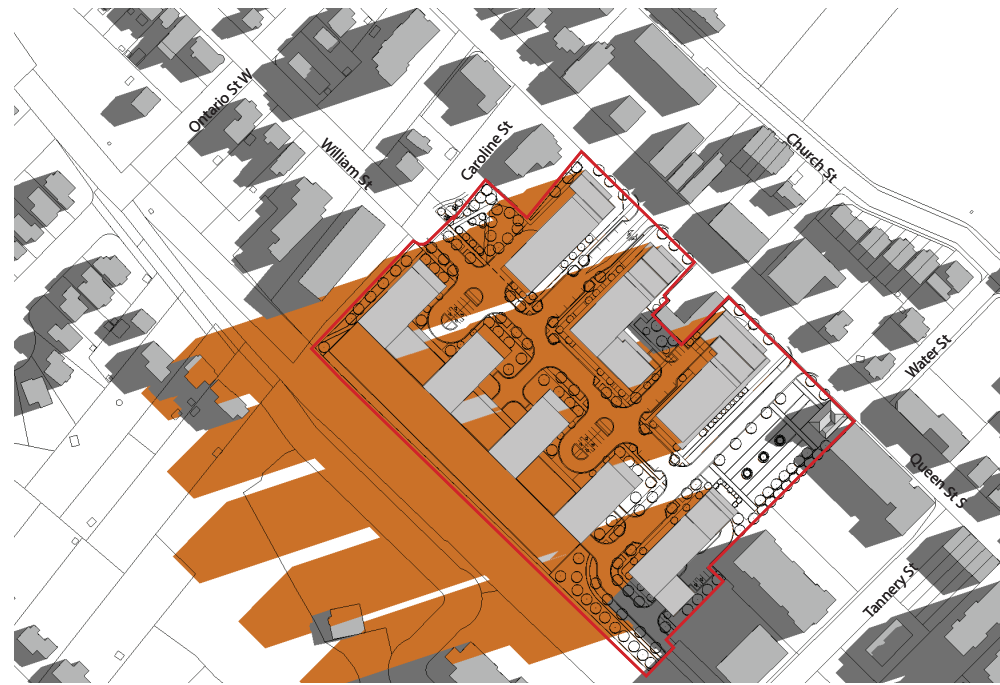 Ontario St W
William St
Caroline St
Church St
Water St
Queen St S
Tannery St